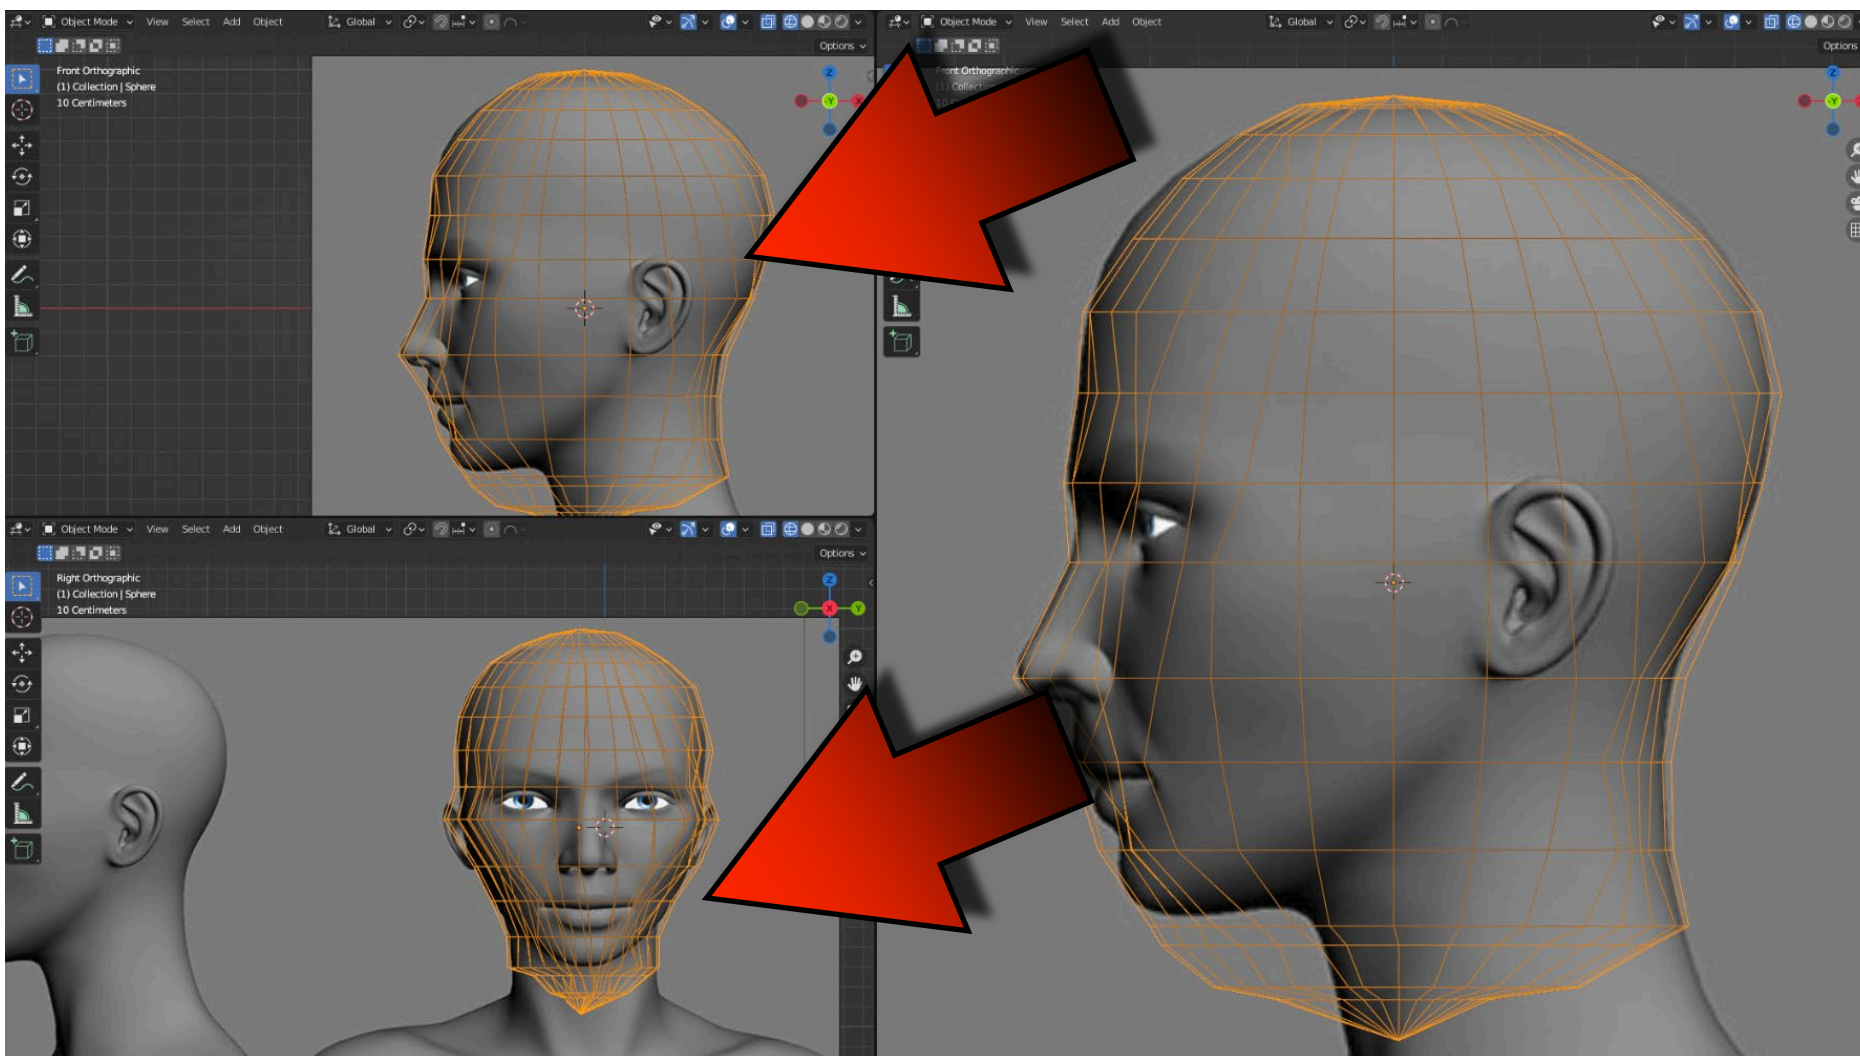 Object Mode View Select Add Object Global
Options
Front Orthographic
(1) Collection | Sphere
10 Centimeters
Z
Y
X
Object Mode View Select Add Object Global
Options
Front Orthographic
(1) Collection
Z
Y
Object Mode View Select Add Object Global
Options
Right Orthographic
(1) Collection | Sphere
10 Centimeters
Z
X
Y